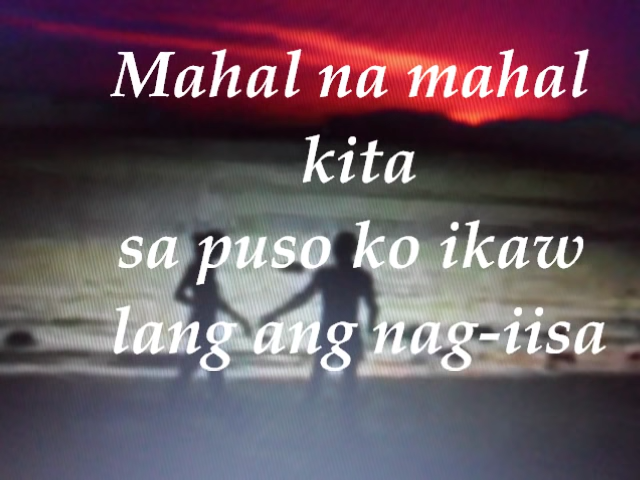 Mahal na mahal
kita
sa puso ko ikaw
lang ang nag-iisa